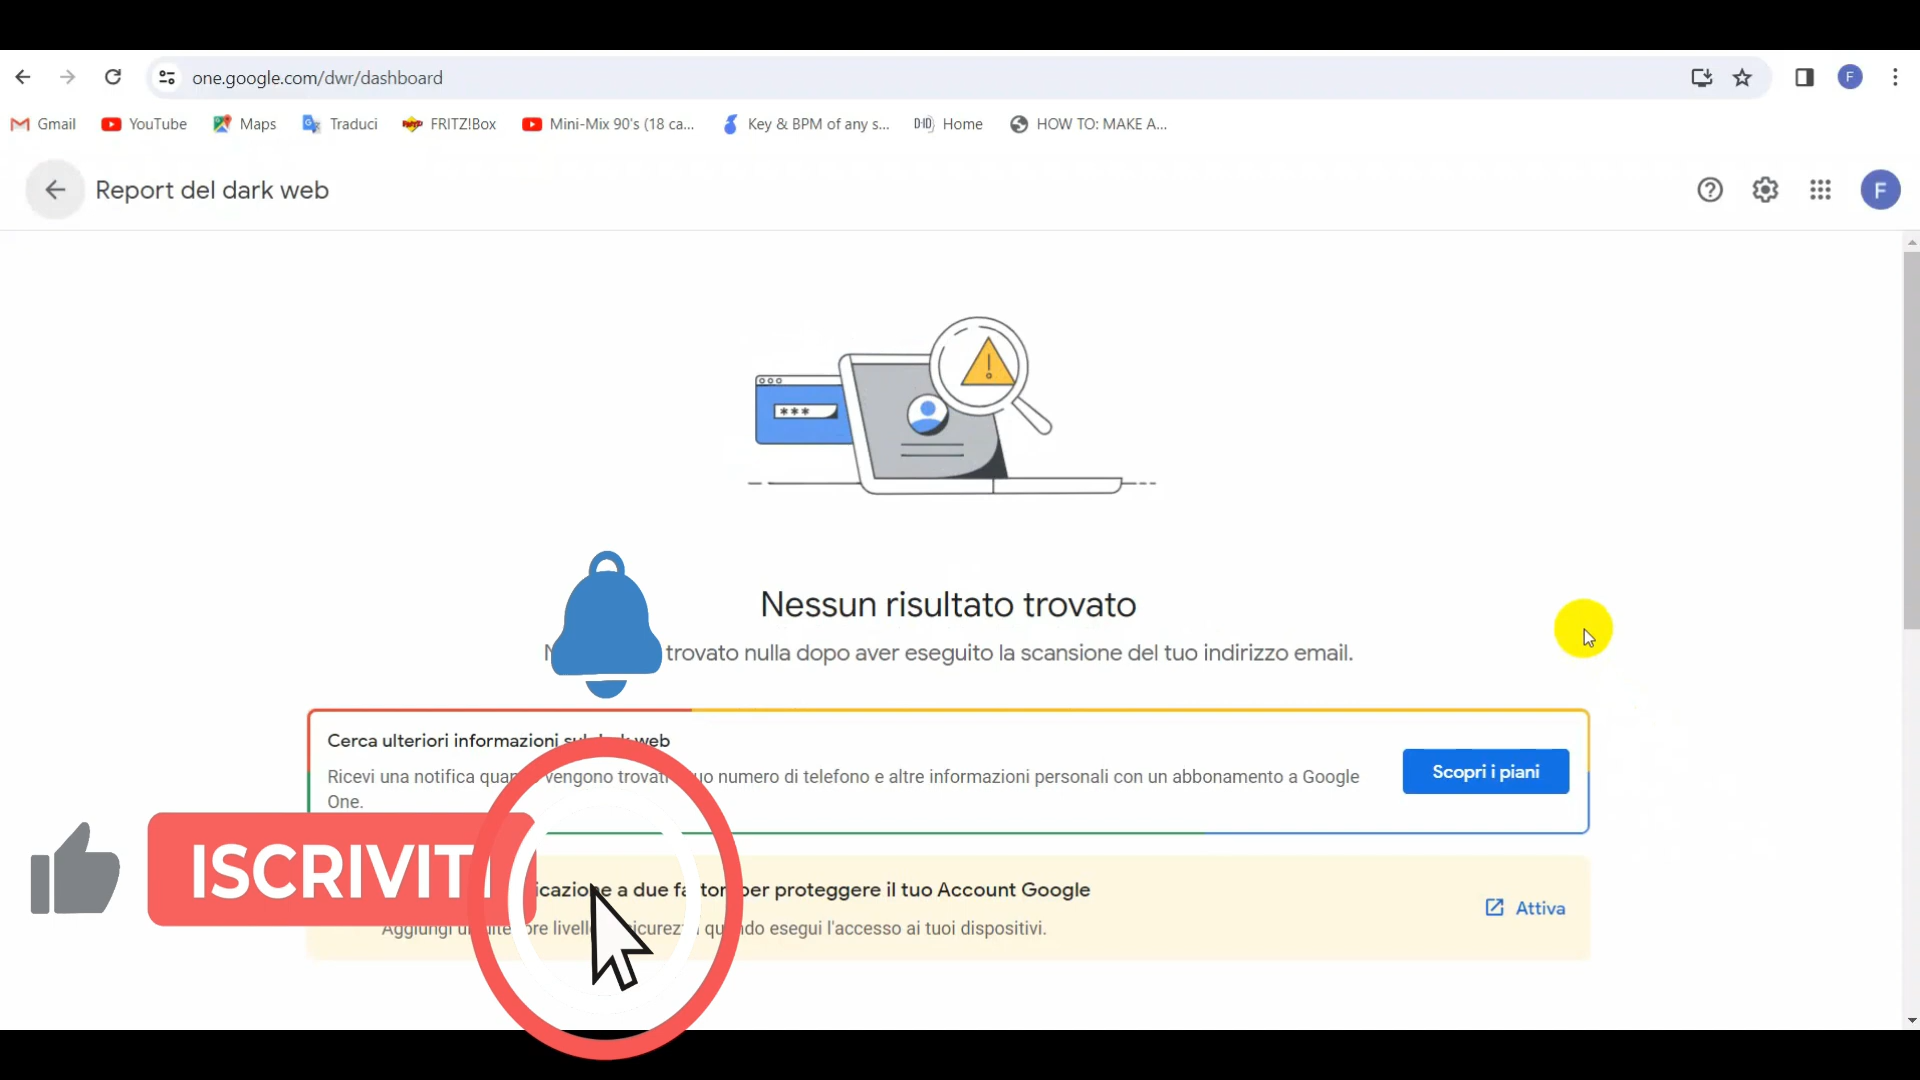 one.google.com/dwr/dashboard
F
Gmail
YouTube
Maps
Traduci
FRITZ!Box
Mini-Mix 90's (18 ca...
Key & BPM of any s...
Home
HOW TO: MAKE A...
Report del dark web
F
***
Nessun risultato trovato
trovato nulla dopo aver eseguito la scansione del tuo indirizzo email.
Cerca ulteriori informazioni web
Ricevi una notifica vengono numero di telefono e altre informazioni personali con un abbonamento a Google
One.
Scopri i piani
ISCRIVITI
a due per proteggere il tuo Account Google
Aggiungi esegui l'accesso ai tuoi dispositivi.
Attiva